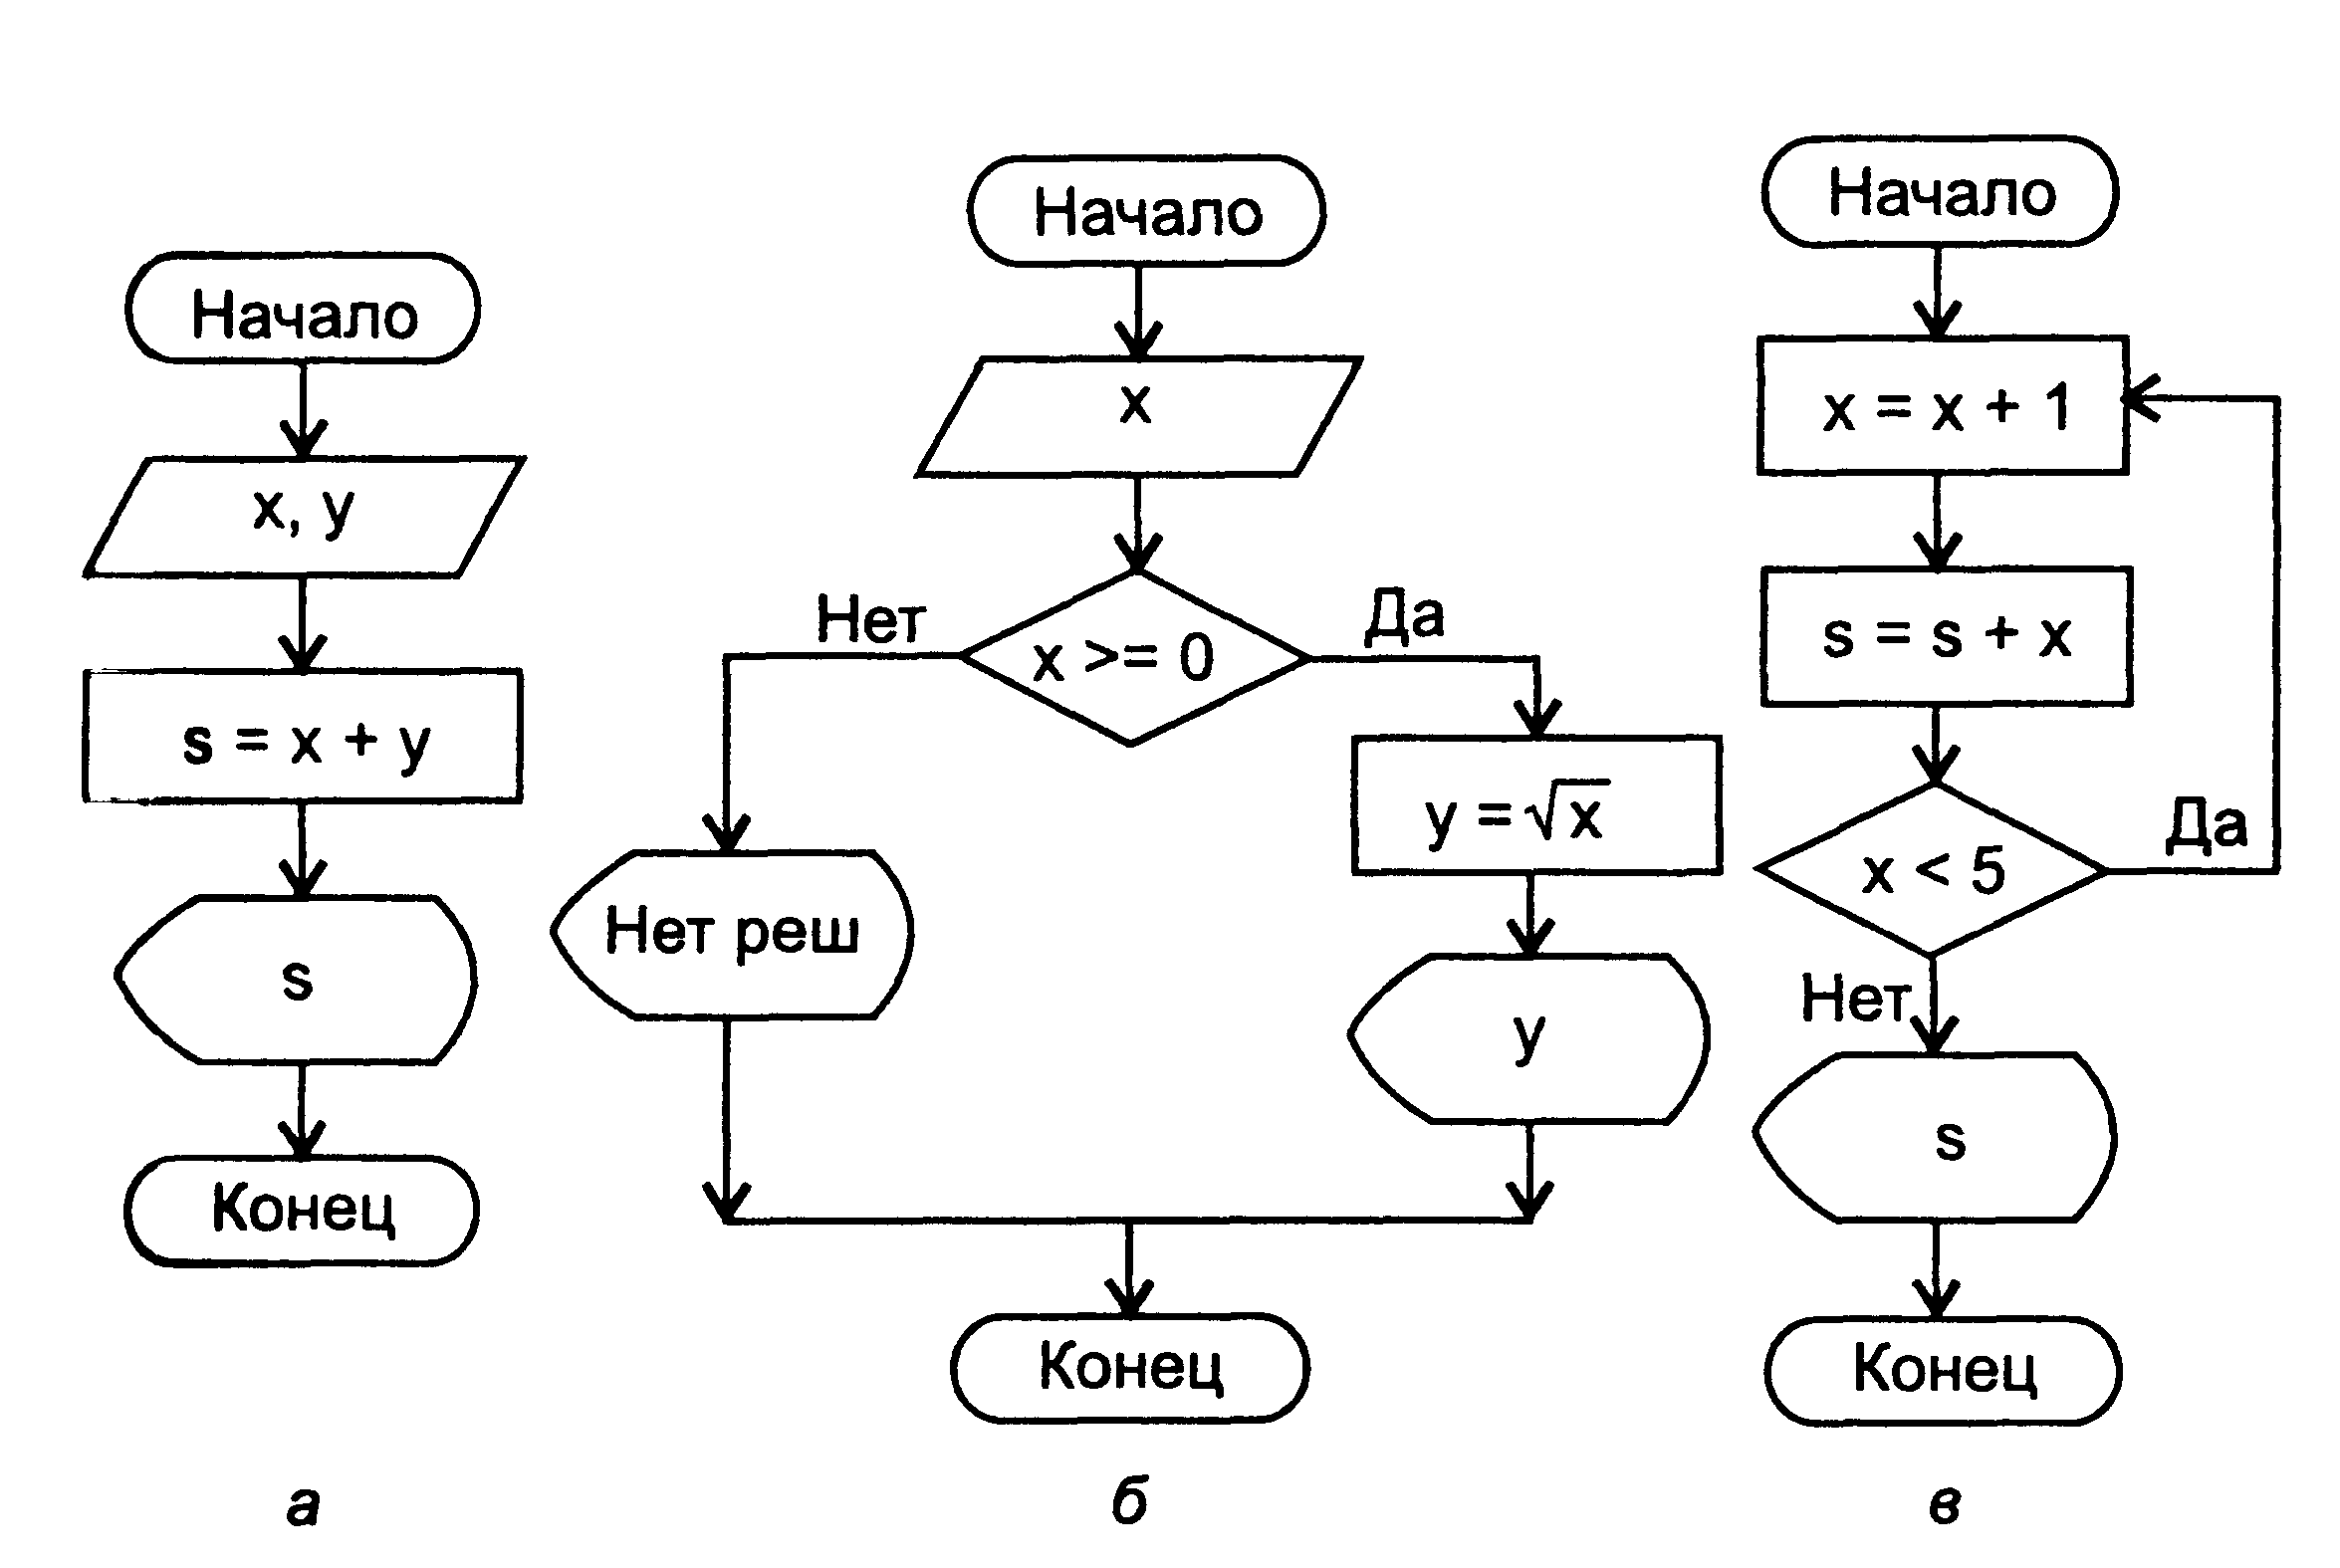 Начало
x, y
s = x + y
s
Конец
а
Начало
x
x >= 0
Нет
Да
Нет реш
y = √x
y
Конец
б
Начало
x = x + 1
s = s + x
x < 5
Да
Нет
s
Конец
в